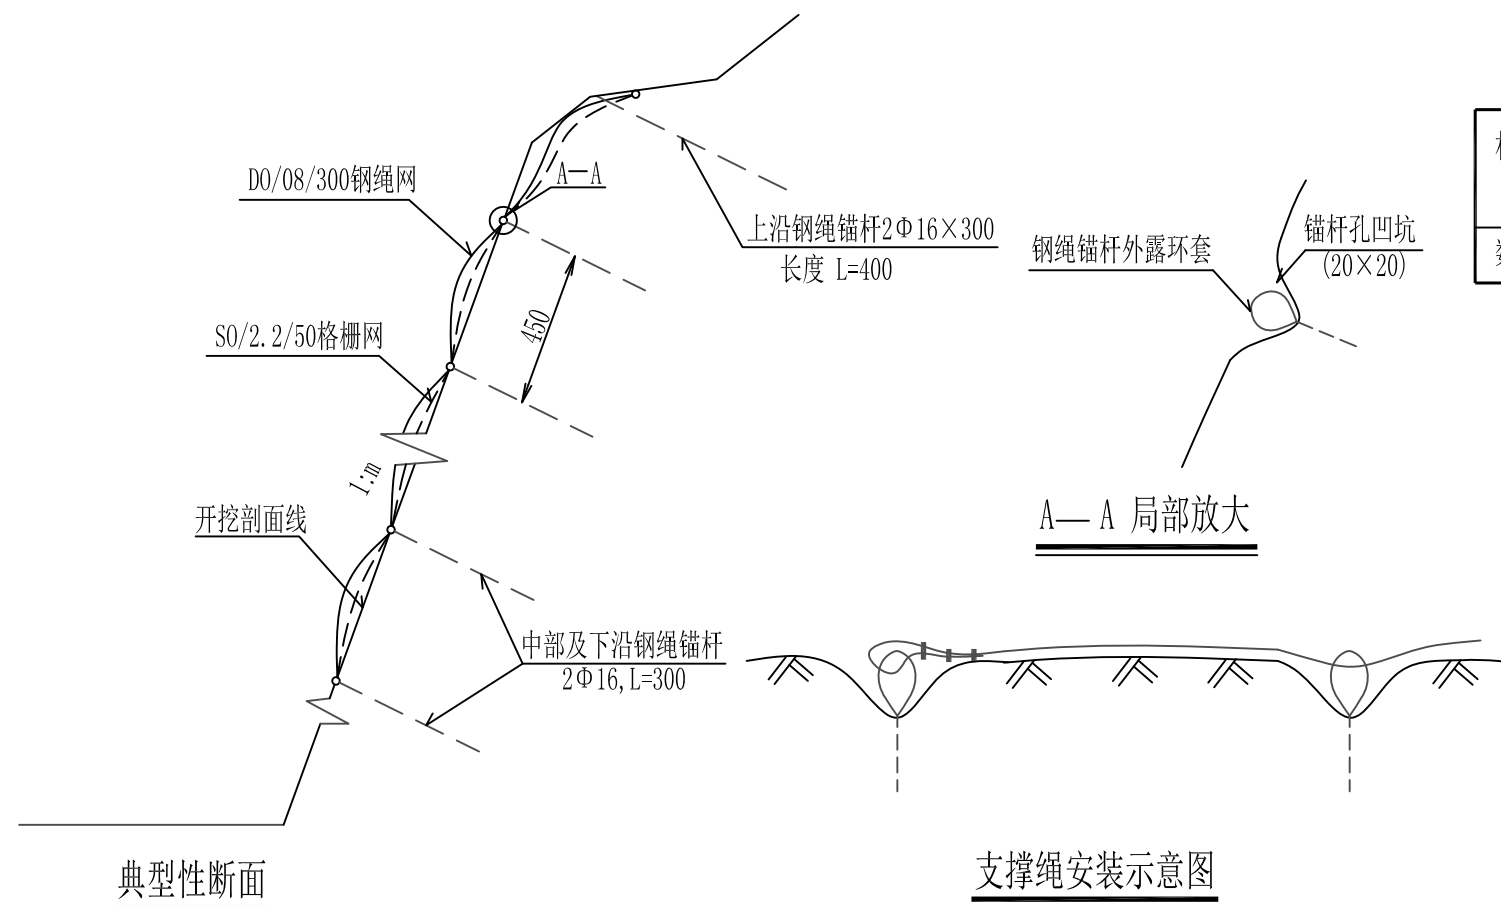 D0/08/300钢绳网
A—A
上沿钢绳锚杆2Φ16×300
长度 L=400
450
S0/2.2/50格栅网
1:m
开挖剖面线
中部及下沿钢绳锚杆
2Φ16,L=300
典型性断面
钢绳锚杆外露环套
锚杆孔凹坑
(20×20)
A—A 局部放大
支撑绳安装示意图